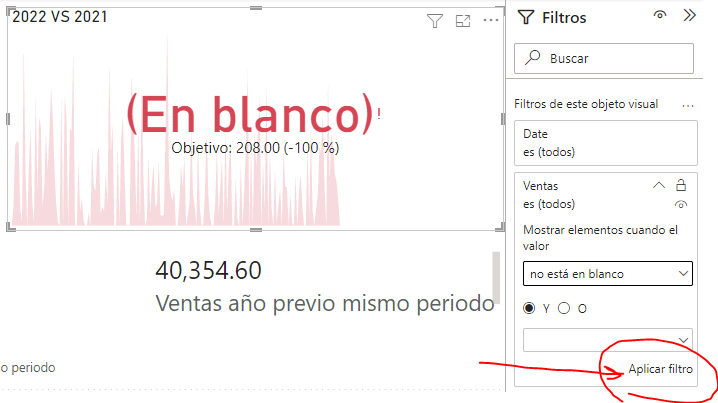 2022 VS 2021
(En blanco)!
Objetivo: 208.00 (-100 %)
40,354.60
Ventas año previo mismo periodo
o periodo
Filtros
Buscar
Filtros de este objeto visual ...
Date
es (todos)
Ventas
es (todos)
Mostrar elementos cuando el
valor
no está en blanco
Y O
Aplicar filtro